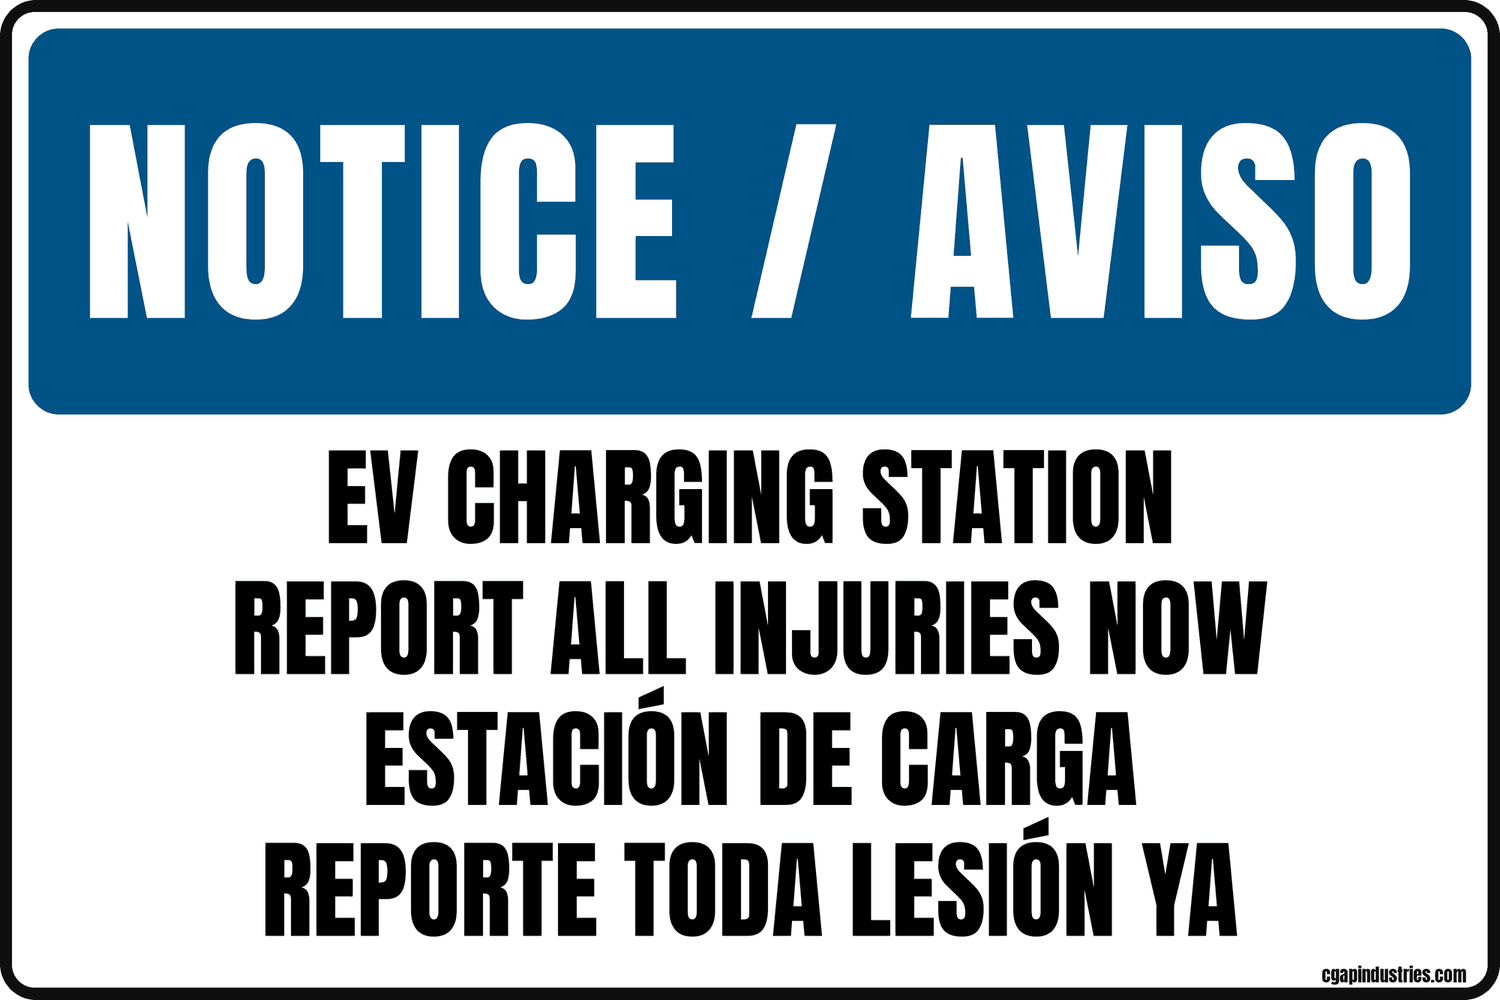 NOTICE / AVISO
EV CHARGING STATION
REPORT ALL INJURIES NOW
ESTACIÓN DE CARGA
REPORTE TODA LESIÓN YA
cgapindustries.com